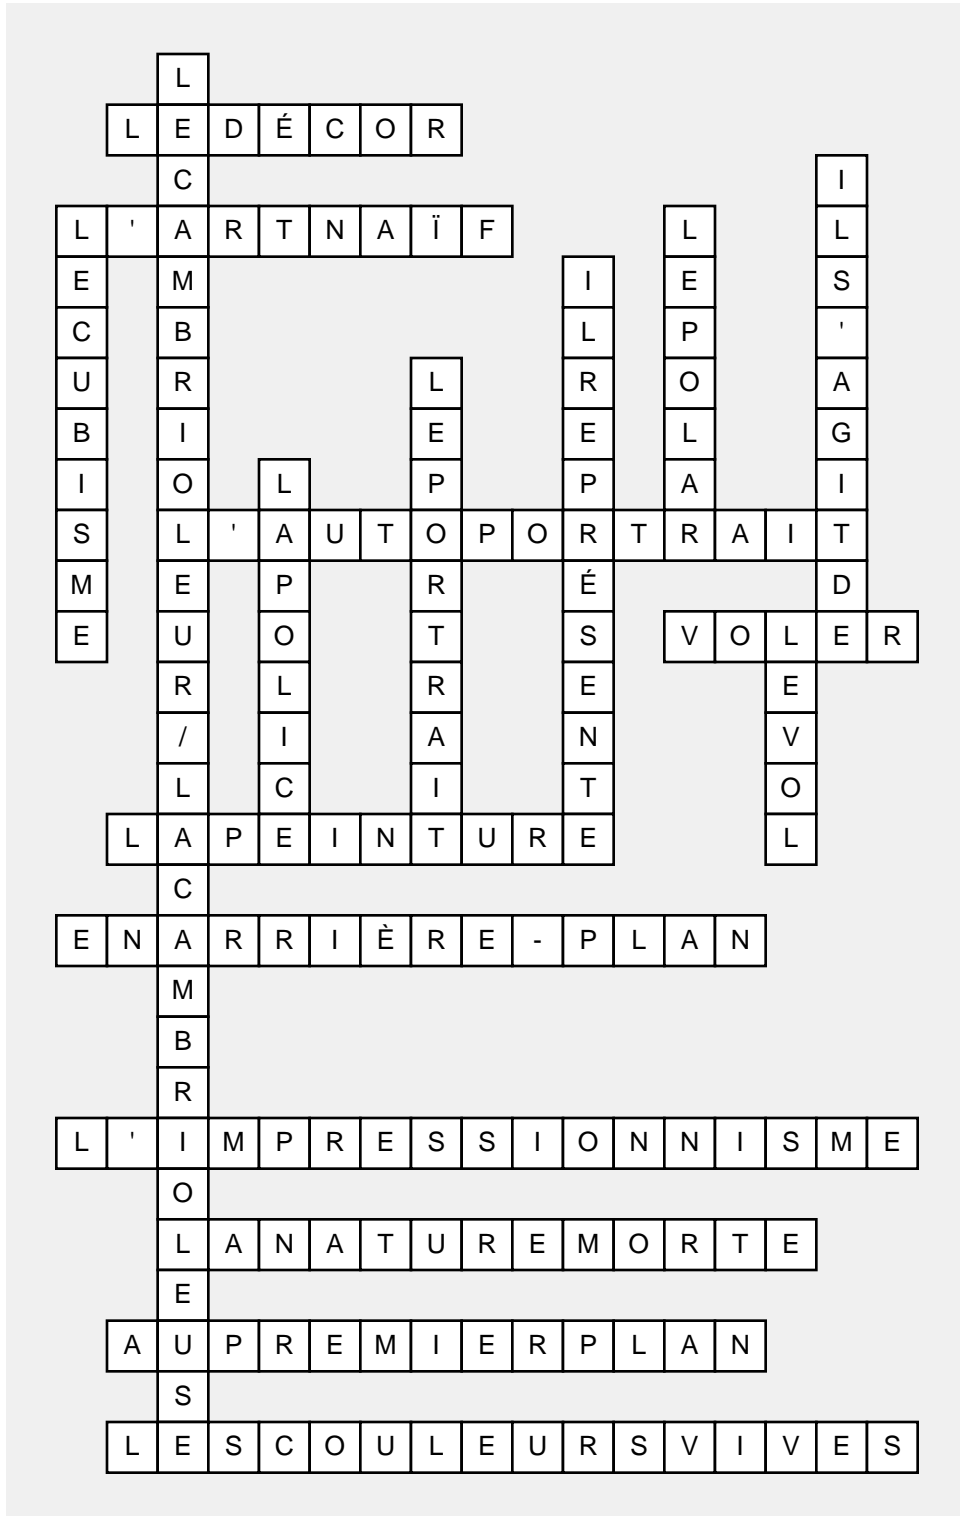 LECAMBRIOLEUR/LACAMBRIOLEUSE
LEDÉCOR
ILS'AGITDE
L'ARTNAÏF
LECUBISME
LEPOLAR
ILREPRÉSENTE
LEPORTRAIT
LAPOLICE
L'AUTOPORTRAIT
VOLER
LEVOL
LAPEINTURE
ENARRIÈRE-PLAN
L'IMPRESSIONNISME
LANATUREMORTE
AUPREMIERPLAN
LESCOULEURSVIVES